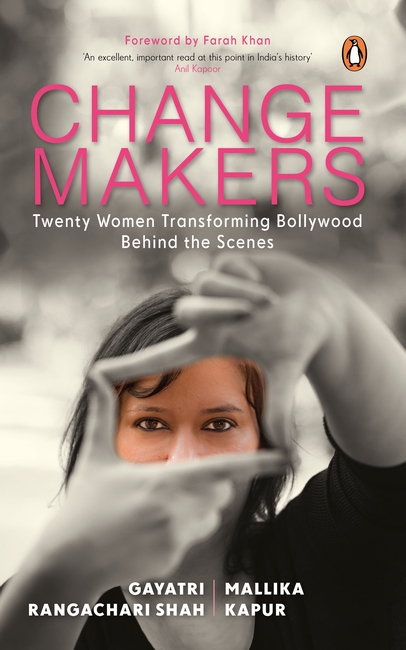 Foreword by Farah Khan
'An excellent, important read at this point in India's history'
Anil Kapoor
CHANGE
MAKERS
Twenty Women Transforming Bollywood
Behind the Scenes
GAYATRI
RANGACHARI SHAH
MALLIKA
KAPUR